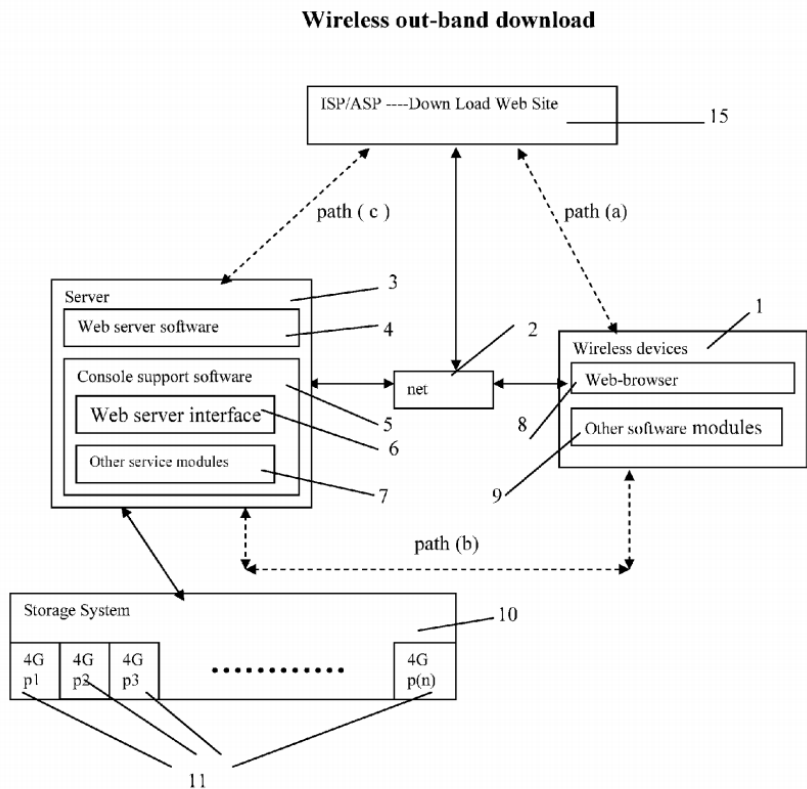 Wireless out-band download
ISP/ASP ----Down Load Web Site
15
path ( c )
path (a)
Server
3
Web server software
4
2
1
Wireless devices
Console support software
5
net
Web-browser
8
Web server interface
6
Other software modules
Other service modules
7
9
path (b)
Storage System
10
4G
p1
4G
p2
4G
p3
4G
p(n)
11